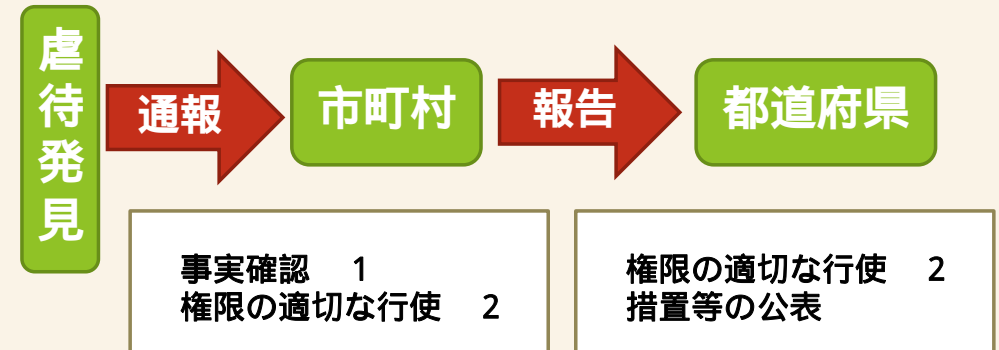 虐待発見
通報
市町村
報告
都道府県
事実確認　1
権限の適切な行使　2
権限の適切な行使　2
措置等の公表